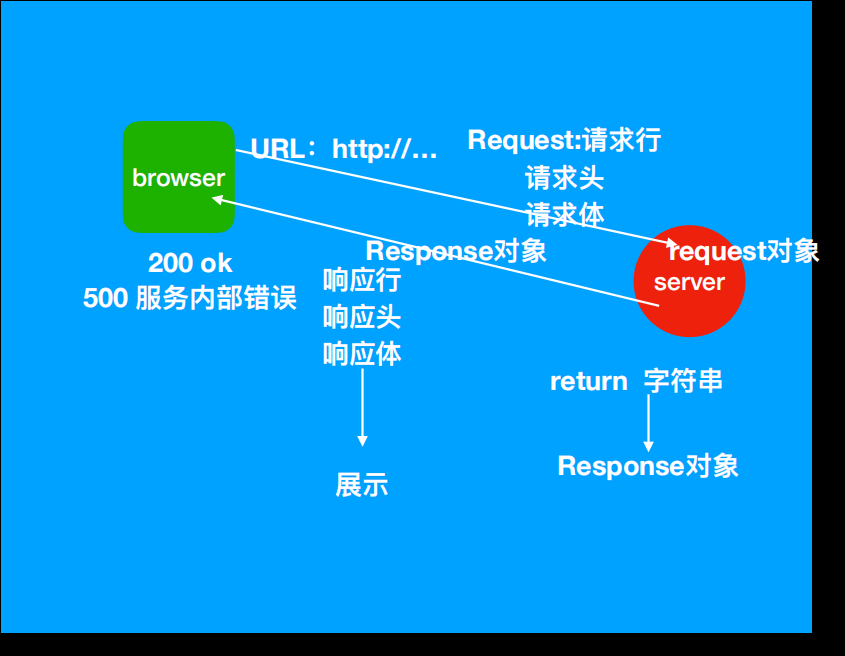 URL：http://...
Request:请求行
请求头
请求体
browser
Response对象
request对象
server
200 ok
500 服务内部错误
响应行
响应头
响应体
展示
return 字符串
Response对象